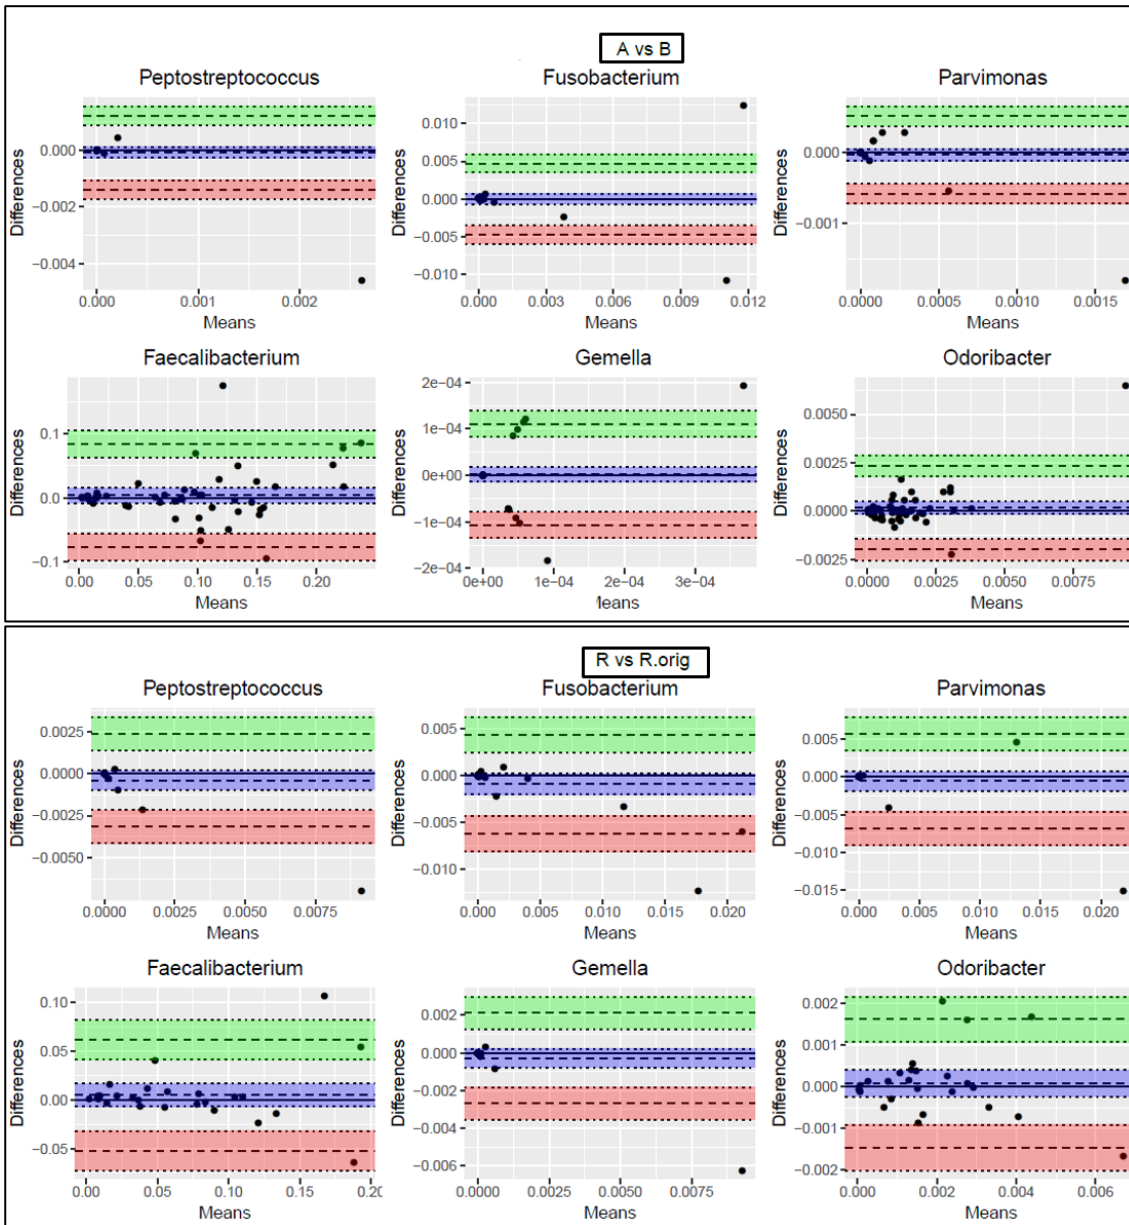 A vs B
Peptostreptococcus
Fusobacterium
Parvimonas
Differences
0.000
−0.002
−0.004
0.000
0.001
0.002
Means
Differences
0.010
0.005
0.000
−0.005
−0.010
0.000
0.003
0.006
0.009
0.012
Means
Differences
0.000
−0.001
0.0000
0.0005
0.0010
0.0015
Means
Faecalibacterium
Gemella
Odoribacter
Differences
0.1
0.0
−0.1
0.00
0.05
0.10
0.15
0.20
Means
Differences
2e−04
1e−04
0e+00
−1e−04
−2e−04
0e+00
1e−04
2e−04
3e−04
leans
Differences
0.0050
0.0025
0.0000
−0.0025
0.0000
0.0025
0.0050
0.0075
Means
R vs R.orig
Peptostreptococcus
Fusobacterium
Parvimonas
Differences
0.0025
0.0000
−0.0025
−0.0050
0.0000
0.0025
0.0050
0.0075
Means
Differences
0.005
0.000
−0.005
−0.010
0.000
0.005
0.010
0.015
0.020
Means
Differences
0.005
0.000
−0.005
−0.010
−0.015
0.000
0.005
0.010
0.015
0.020
Means
Faecalibacterium
Gemella
Odoribacter
Differences
0.10
0.05
0.00
−0.05
0.00
0.05
0.10
0.15
0.20
Means
Differences
0.002
0.000
−0.002
−0.004
−0.006
0.000
0.0025
0.0050
0.0075
Means
Differences
0.002
0.001
0.000
−0.001
−0.002
0.000
0.002
0.004
0.006
Means